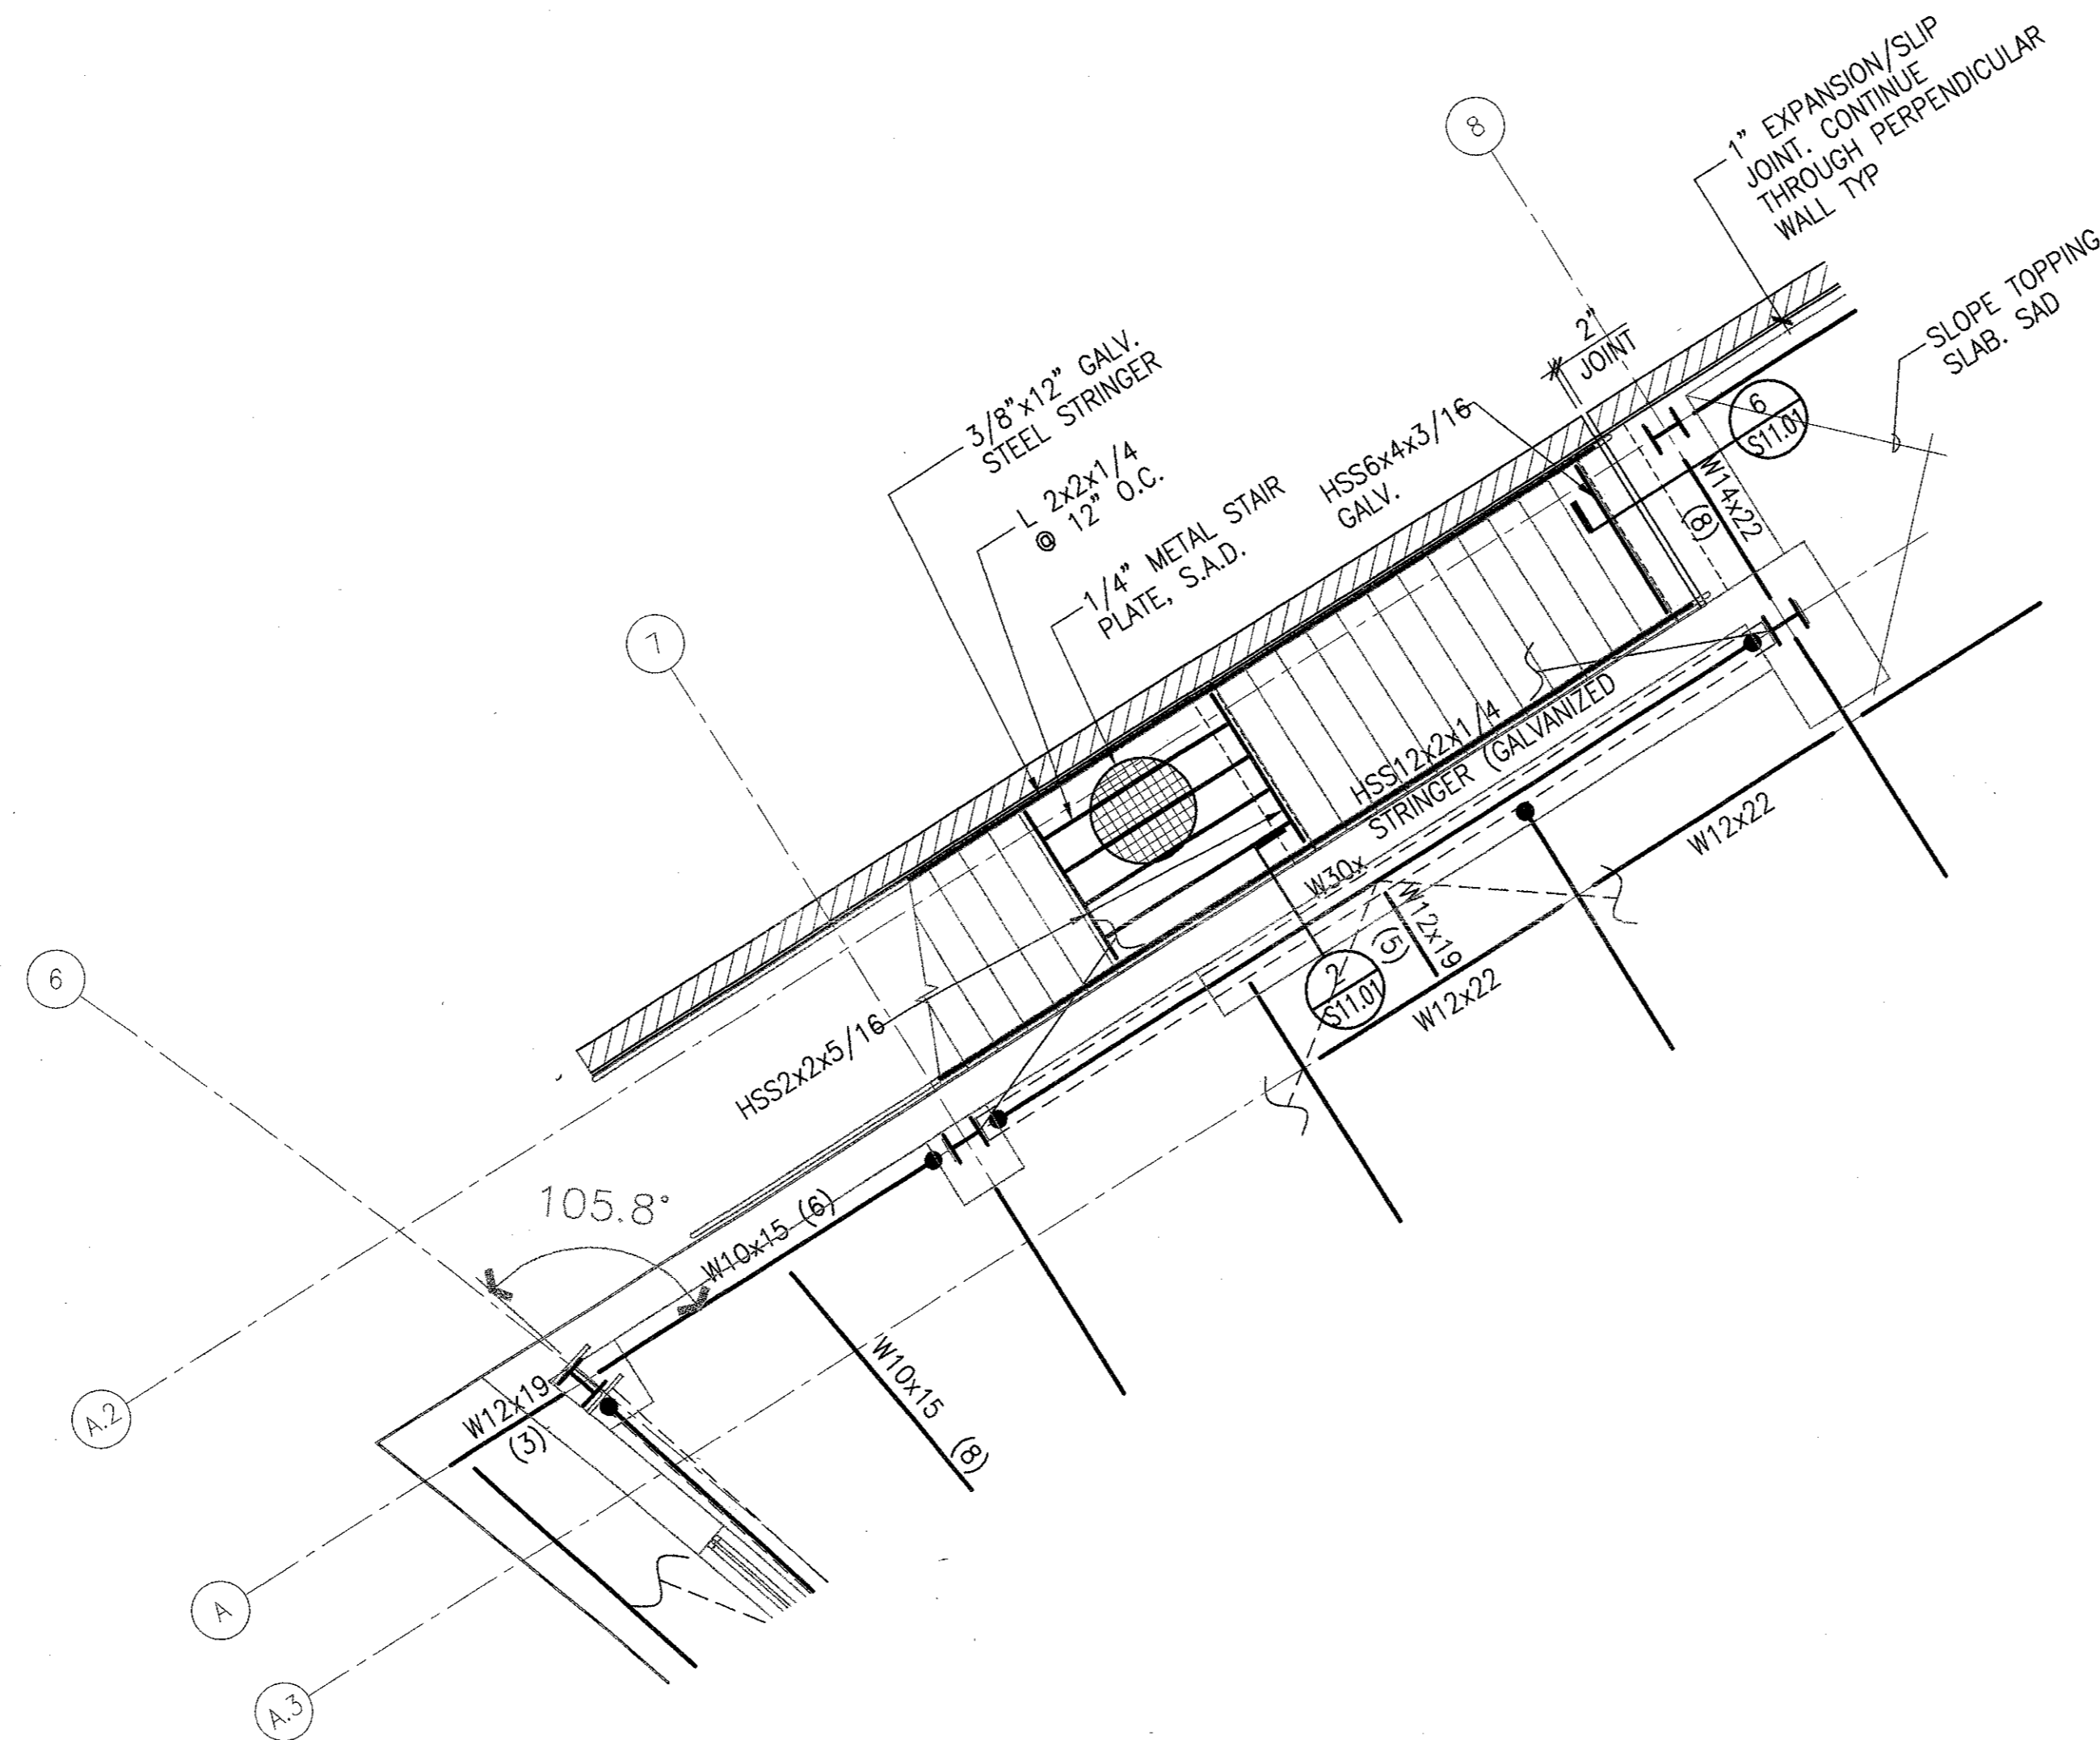 1” EXPANSION/SLIP
JOINT. CONTINUE
THROUGH PERPENDICULAR
WALL TYP
8
SLOPE TOPPING
SLAB. SAD
2”
JOINT
3/8”x12” GALV.
STEEL STRINGER
L 2x2x1/4
@ 12” O.C.
1/4” METAL STAIR
PLATE, S.A.D.
HSS6x4x3/16
GALV.
6
S11.01
W14x22
(8)
7
HSS12x2x1/4
STRINGER (GALVANIZED
W30x
W12x19
(5)
W12x22
2
S11.01
W12x22
6
HSS2x2x5/16
105.8°
W10x15 (6)
W10x15
(8)
W12x19
(3)
A.2
A
A.3